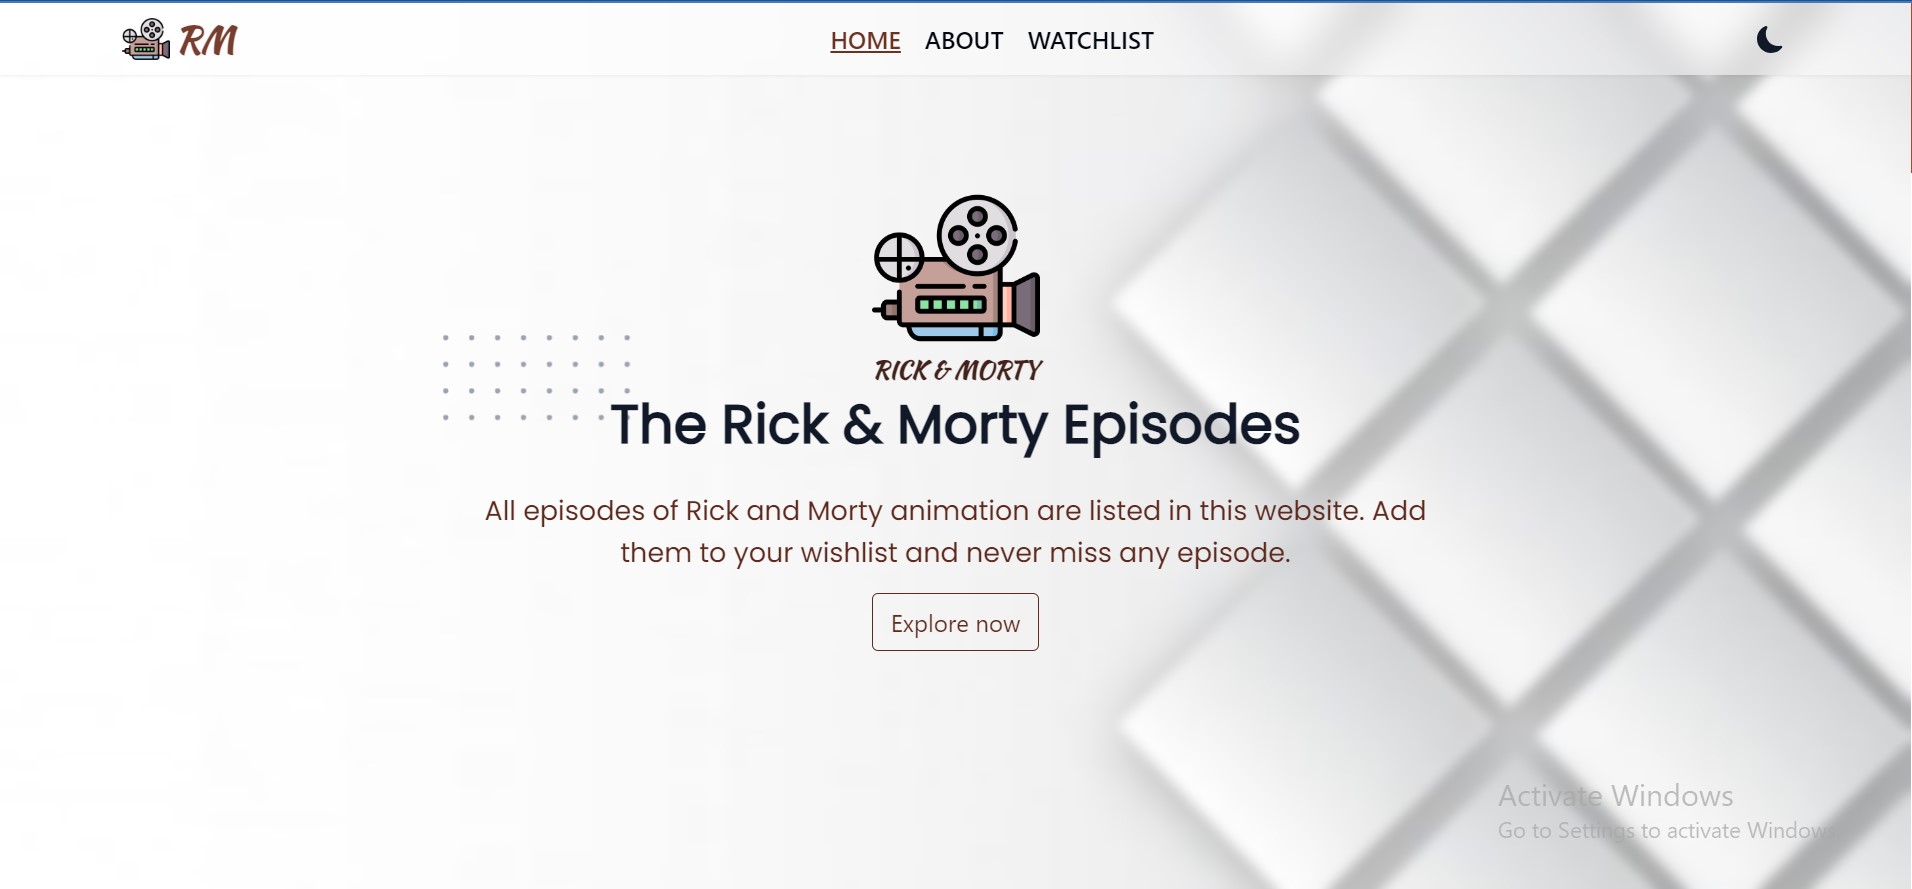 RM
HOME ABOUT WATCHLIST
RICK & MORTY
The Rick & Morty Episodes
All episodes of Rick and Morty animation are listed in this website. Add
them to your wishlist and never miss any episode.
Explore now
Activate Windows
Go to Settings to activate Windows.